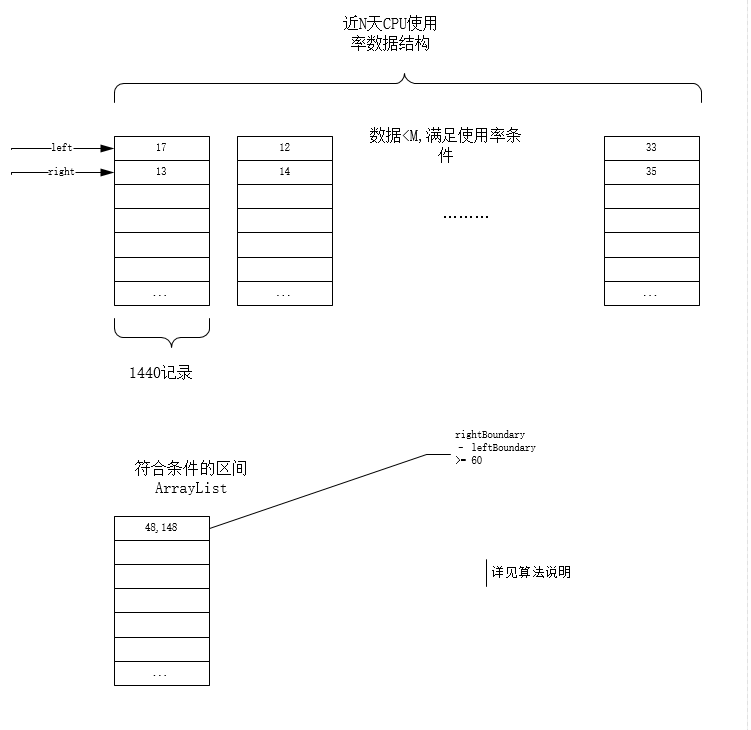 近N天CPU使用
率数据结构
数据<M,满足使用率条
件
left
17
12
33
right
13
14
35
………
...
...
...
1440记录
rightBoundary
- leftBoundary
>= 60
符合条件的区间
ArrayList
48,148
详见算法说明
...